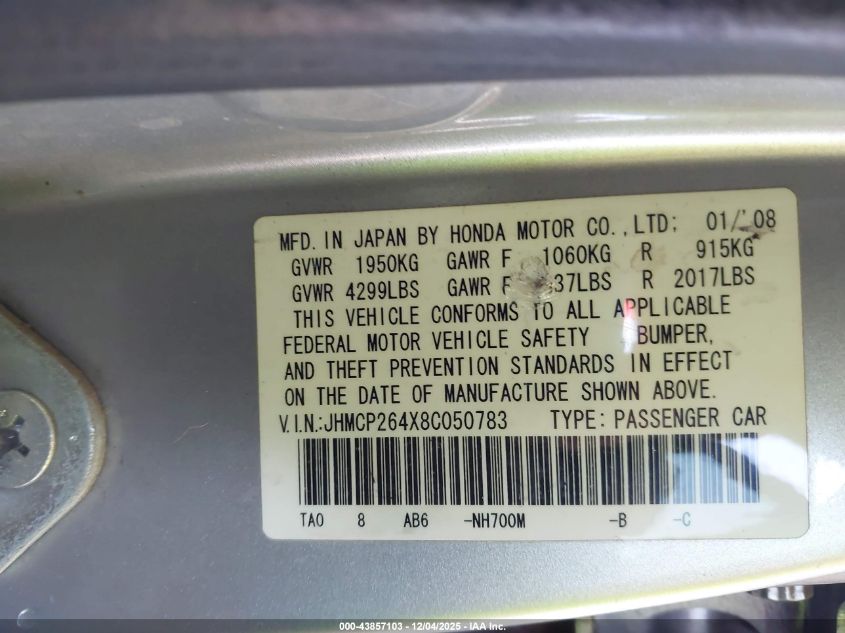 MFD. IN JAPAN BY HONDA MOTOR CO.,LTD; 01/'08
GVWR 1950KG GAWR F 1060KG R 915KG
GVWR 4299LBS GAWR F 37LBS R 2017LBS
THIS VEHICLE CONFORMS TO ALL APPLICABLE
FEDERAL MOTOR VEHICLE SAFETY BUMPER,
AND THEFT PREVENTION STANDARDS IN EFFECT
ON THE DATE OF MANUFACTURE SHOWN ABOVE.
V.I.N.:JHMCP264X8C050783 TYPE: PASSENGER CAR
TA0 8 AB6 -NH700M -B -C
000-43857103 - 12/04/2025 - IAA Inc.